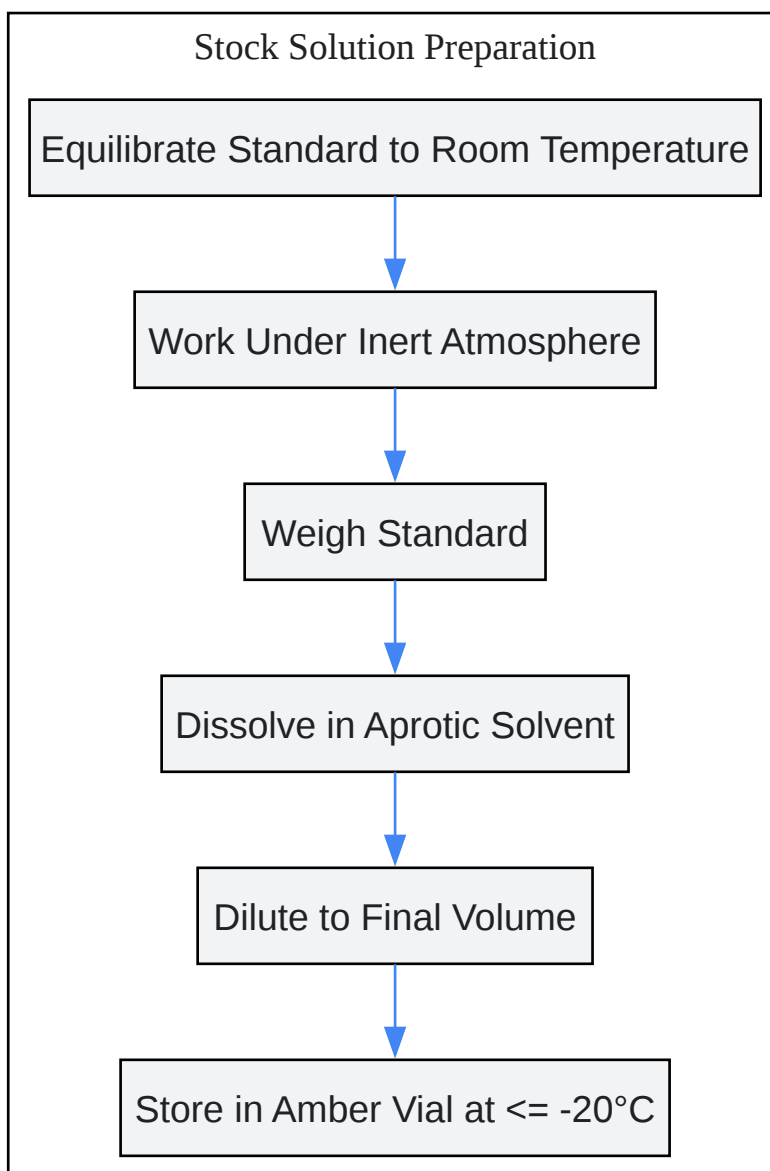 Stock Solution Preparation
Equilibrate Standard to Room Temperature
Work Under Inert Atmosphere
Weigh Standard
Dissolve in Aprotic Solvent
Dilute to Final Volume
Store in Amber Vial at <= -20°C